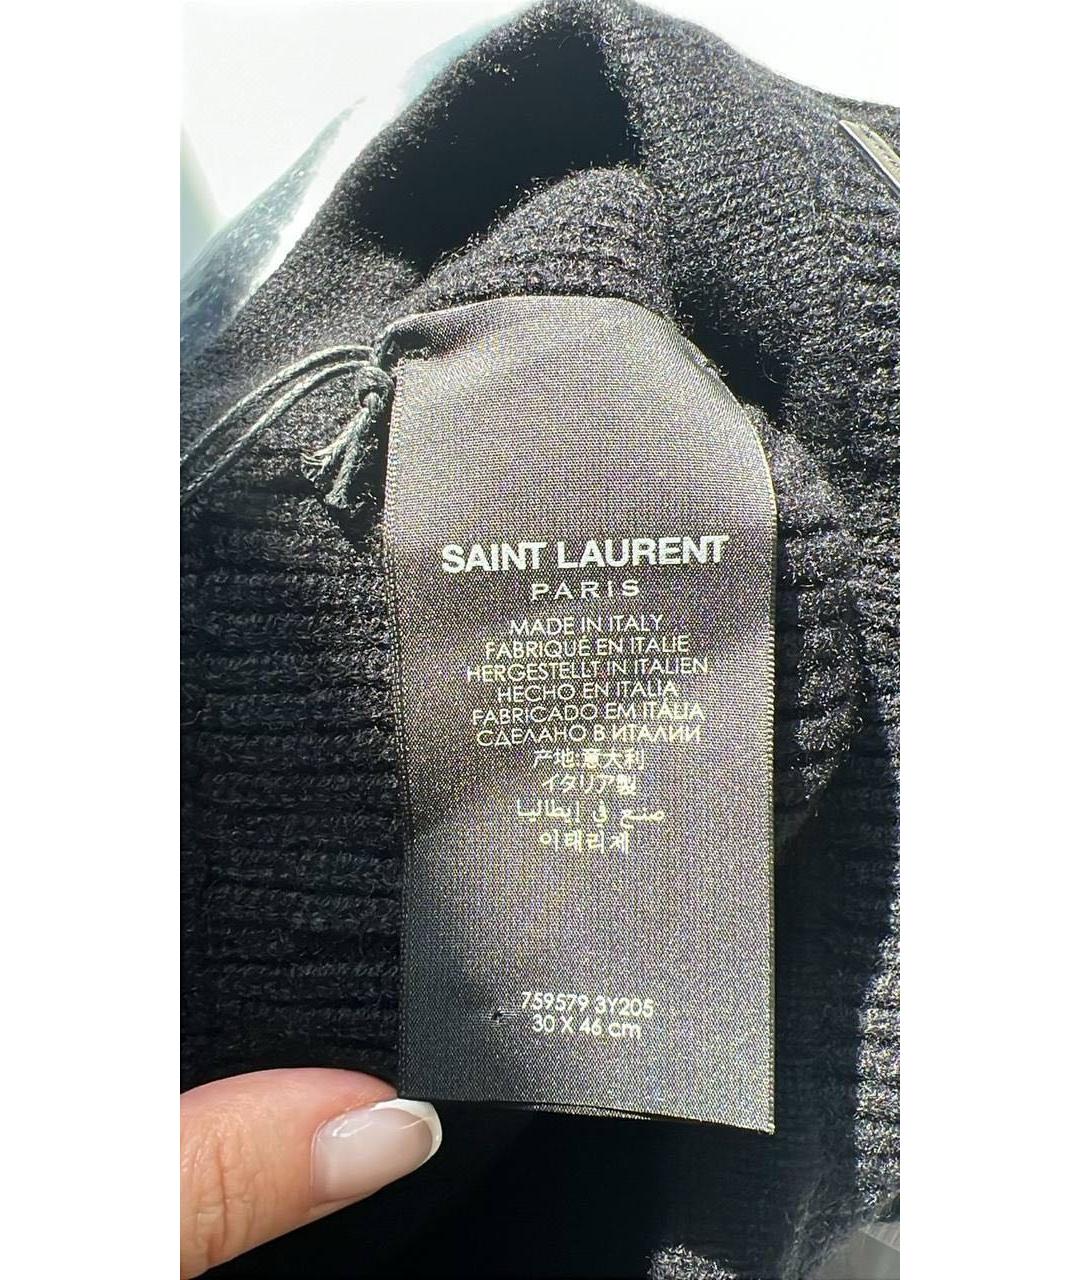 SAINT LAURENT
PARIS
MADE IN ITALY
FABRIQUÉ EN ITALIE
HERGESTELLT IN ITALIEN
HECHO EN ITALIA
FABRICADO EM ITÁLIA
СДЕЛАНО В ИТАЛИИ
产地:意大利
イタリア製
صنع في إيطاليا
이태리제
759579 3Y205
30 X 46 cm